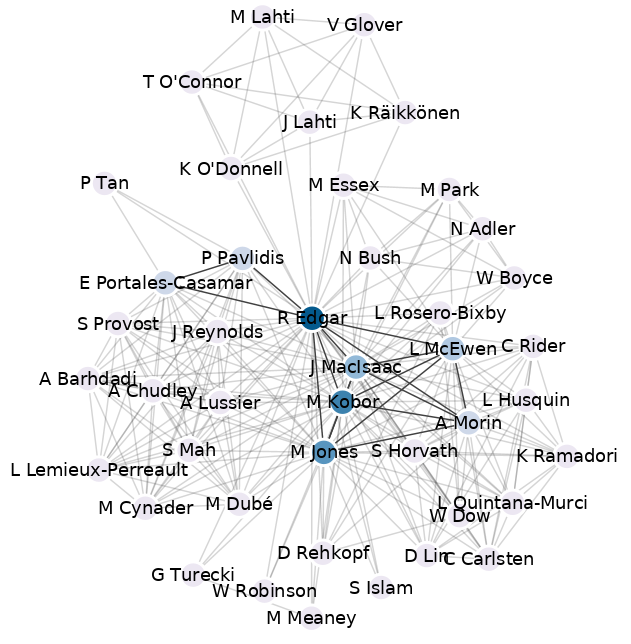 M Lahti
V Glover
T O'Connor
K Räikkönen
J Lahti
K O'Donnell
P Tan
M Essex
M Park
N Adler
P Pavlidis
N Bush
E Portales-Casamar
W Boyce
S Provost
J Reynolds
R Edgar
L Rosero-Bixby
L McEwen
C Rider
J MacIsaac
A Barhdadi
A Chudley
A Lussier
M Kobor
L Husquin
A Morin
S Mah
M Jones
S Horvath
K Ramadori
L Lemieux-Perreault
M Cynader
M Dubé
L Quintana-Murci
W Dow
D Rehkopf
D Lin
C Carlsten
G Turecki
W Robinson
S Islam
M Meaney